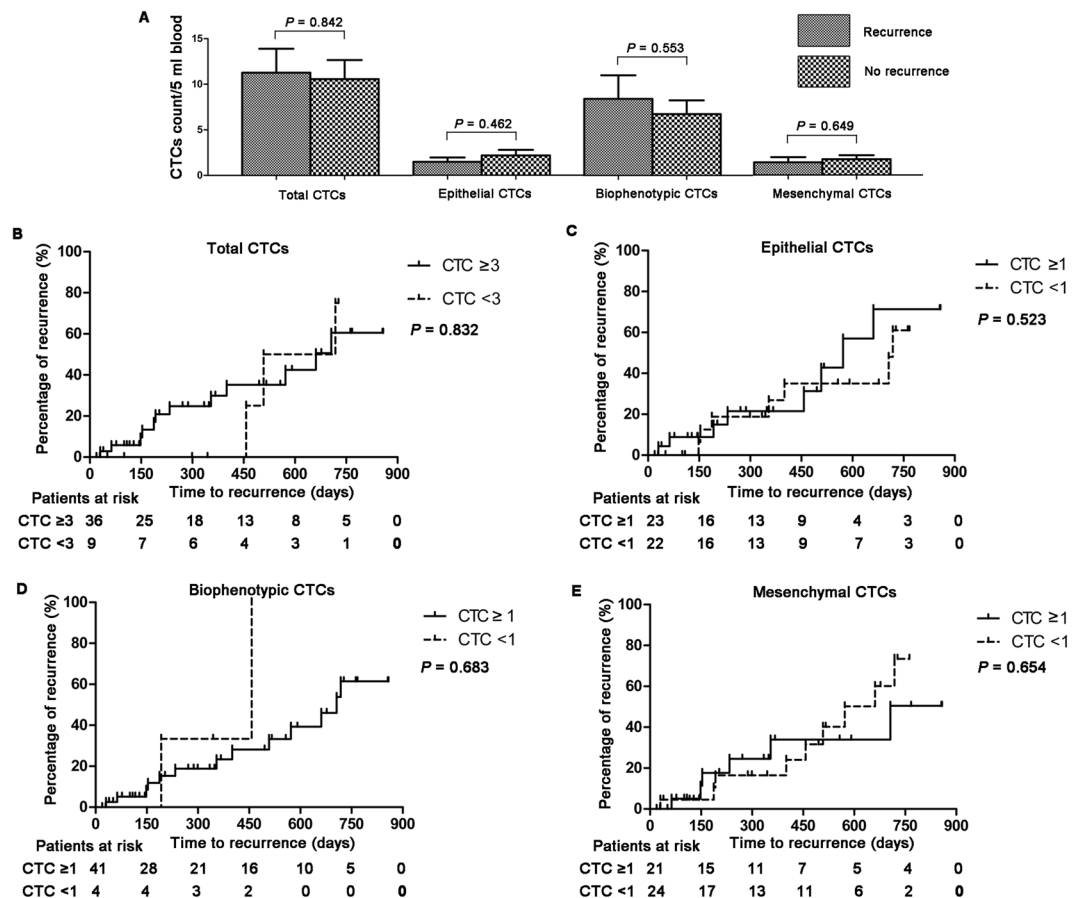 A
CTCs count/5 ml blood
15
10
5
0
P = 0.842
P = 0.462
P = 0.553
P = 0.649
Recurrence
No recurrence
Total CTCs
Epithelial CTCs
Biophenotypic CTCs
Mesenchymal CTCs
B
Total CTCs
Percentage of recurrence (%)
100
80
60
40
20
0
0 150 300 450 600 750 900
Time to recurrence (days)
CTC ≥3
CTC <3
P = 0.832
Patients at risk
CTC ≥3 36 25 18 13 8 5 0
CTC <3 9 7 6 4 3 1 0
C
Epithelial CTCs
Percentage of recurrence (%)
100
80
60
40
20
0
0 150 300 450 600 750 900
Time to recurrence (days)
CTC ≥1
CTC <1
P = 0.523
Patients at risk
CTC ≥1 23 16 13 9 4 3 0
CTC <1 22 16 13 9 7 3 0
D
Biophenotypic CTCs
Percentage of recurrence (%)
100
80
60
40
20
0
0 150 300 450 600 750 900
Time to recurrence (days)
CTC ≥ 1
CTC <1
P = 0.683
Patients at risk
CTC ≥1 41 28 21 16 10 5 0
CTC <1 4 4 3 2 0 0 0
E
Mesenchymal CTCs
Percentage of recurrence (%)
100
80
60
40
20
0
0 150 300 450 600 750 900
Time to recurrence (days)
CTC ≥1
CTC <1
P = 0.654
Patients at risk
CTC ≥1 21 15 11 7 5 4 0
CTC <1 24 17 13 11 6 2 0